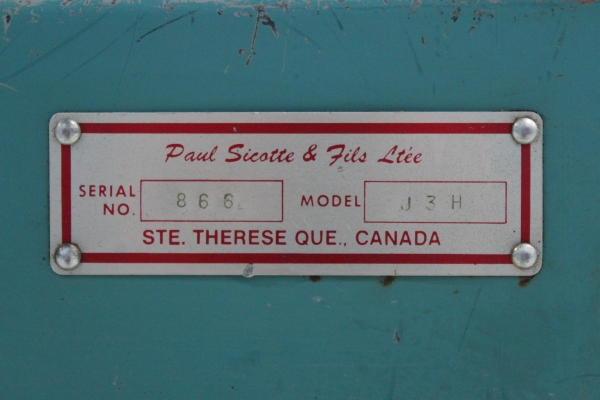 Paul Sicotte & Fils Ltée
SERIAL NO. 866 MODEL J3H
STE. THERESE QUE., CANADA